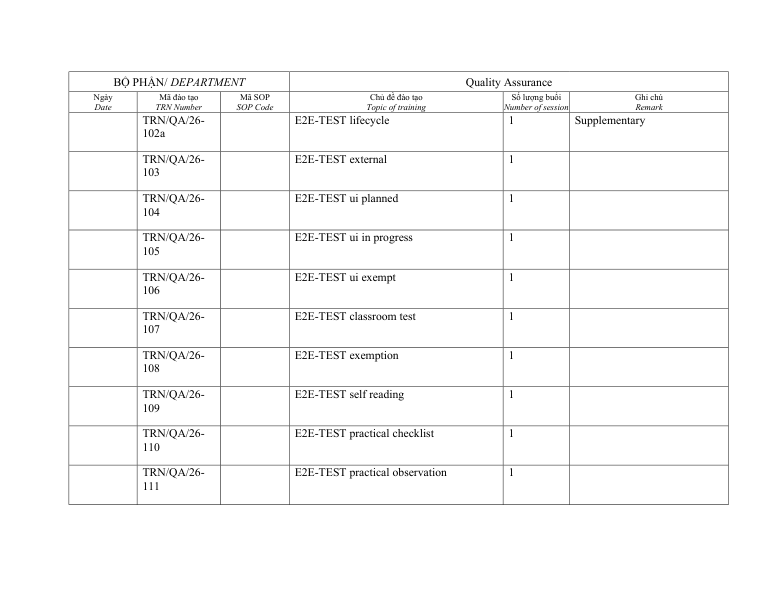 BỘ PHẬN/ DEPARTMENT Quality Assurance
Ngày Mã đào tạo Mã SOP Chủ đề đào tạo Số lượng buổi Ghi chú
Date TRN Number SOP Code Topic of training Number of session Remark
TRN/QA/26- E2E-TEST lifecycle 1 Supplementary
102a
TRN/QA/26- E2E-TEST external 1
103
TRN/QA/26- E2E-TEST ui planned 1
104
TRN/QA/26- E2E-TEST ui in progress 1
105
TRN/QA/26- E2E-TEST ui exempt 1
106
TRN/QA/26- E2E-TEST classroom test 1
107
TRN/QA/26- E2E-TEST exemption 1
108
TRN/QA/26- E2E-TEST self reading 1
109
TRN/QA/26- E2E-TEST practical checklist 1
110
TRN/QA/26- E2E-TEST practical observation 1
111